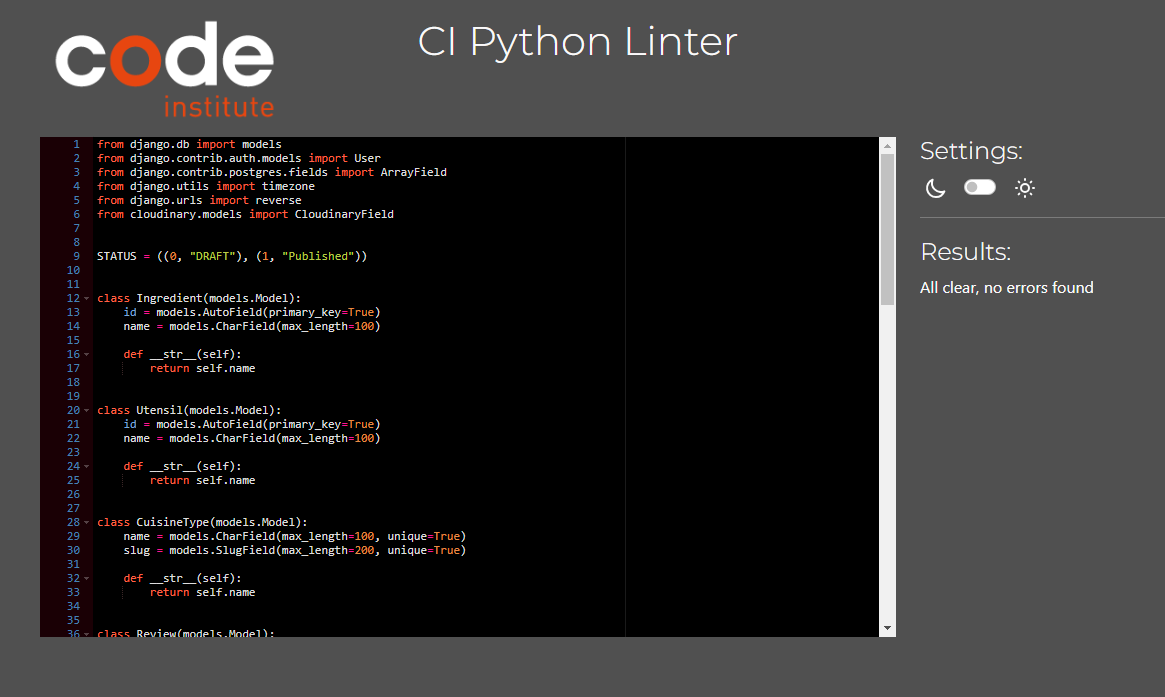 code
institute
CI Python Linter
1 from django.db import models
2 from django.contrib.auth.models import User
3 from django.contrib.postgres.fields import ArrayField
4 from django.utils import timezone
5 from django.urls import reverse
6 from cloudinary.models import CloudinaryField
7
8
9 STATUS = ((0, "DRAFT"), (1, "Published"))
10
11
12 class Ingredient(models.Model):
13     id = models.AutoField(primary_key=True)
14     name = models.CharField(max_length=100)
15
16     def __str__(self):
17         return self.name
18
19
20 class Utensil(models.Model):
21     id = models.AutoField(primary_key=True)
22     name = models.CharField(max_length=100)
23
24     def __str__(self):
25         return self.name
26
27
28 class CuisineType(models.Model):
29     name = models.CharField(max_length=100, unique=True)
30     slug = models.SlugField(max_length=200, unique=True)
31
32     def __str__(self):
33         return self.name
34
35
36 class Review(models.Model):
Settings:
Results:
All clear, no errors found